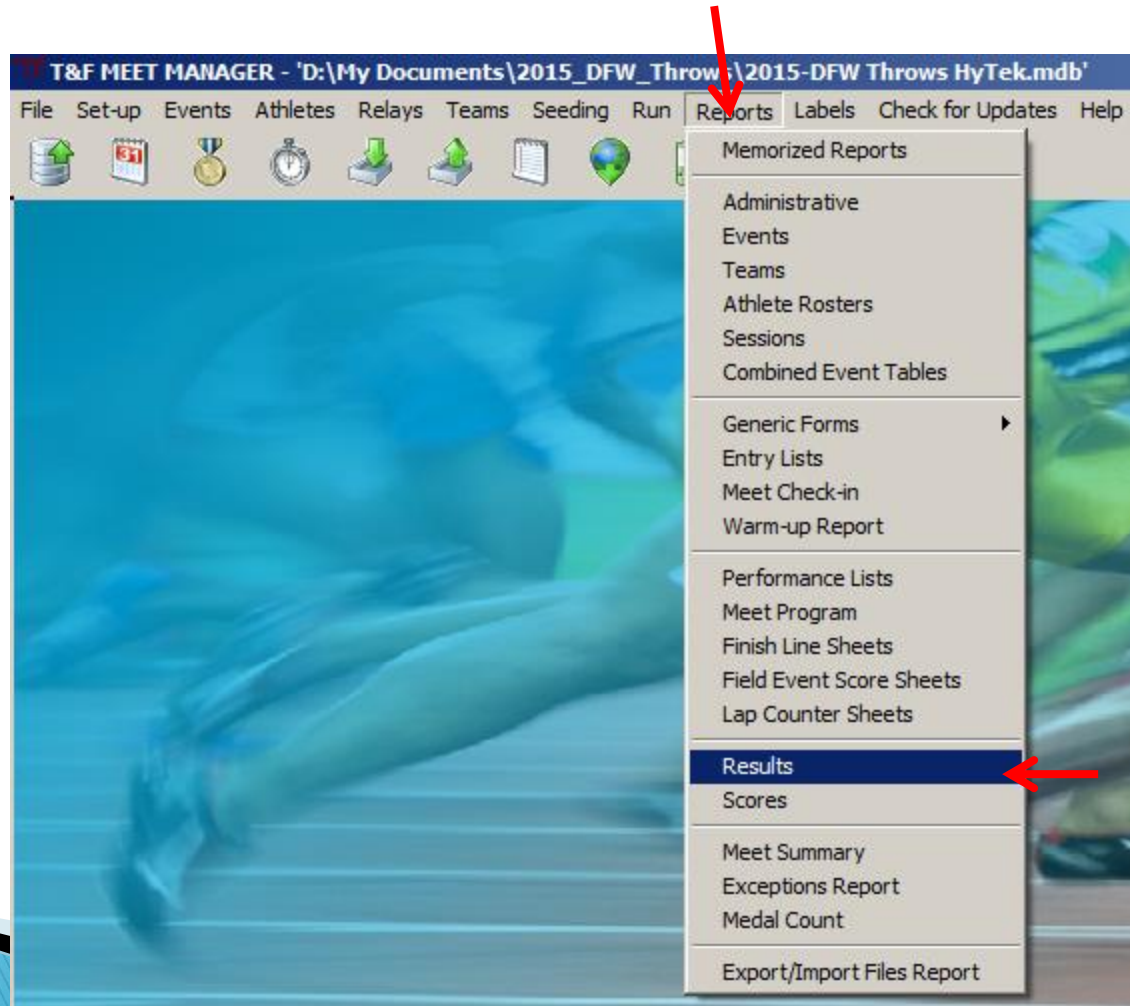 T&F MEET MANAGER - 'D:\My Documents\2015_DFW_Throws\2015-DFW Throws HyTek.mdb'
File Set-up Events Athletes Relays Teams Seeding Run Reports Labels Check for Updates Help
31
Memorized Reports
Administrative
Events
Teams
Athlete Rosters
Sessions
Combined Event Tables
Generic Forms
Entry Lists
Meet Check-in
Warm-up Report
Performance Lists
Meet Program
Finish Line Sheets
Field Event Score Sheets
Lap Counter Sheets
Results
Scores
Meet Summary
Exceptions Report
Medal Count
Export/Import Files Report